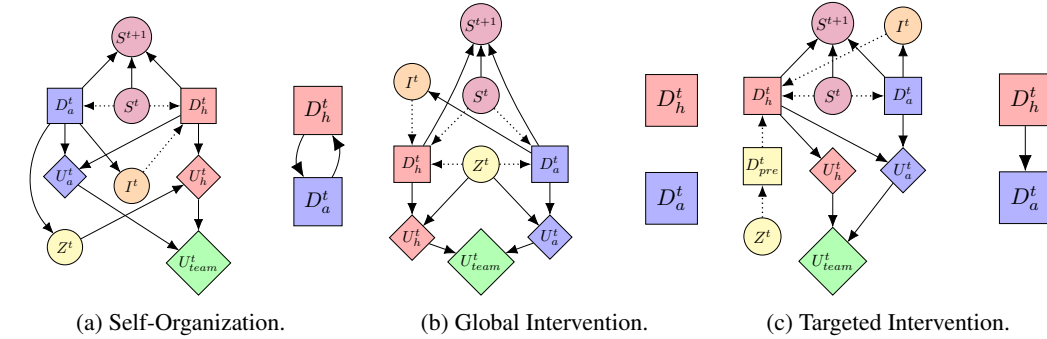 S^{t+1}
D_a^t
S^t
D_h^t
U_a^t
I^t
U_h^t
Z^t
U_{team}^t
D_h^t
D_a^t
(a) Self-Organization.
S^{t+1}
I^t
S^t
D_h^t
Z^t
D_a^t
U_h^t
U_{team}^t
U_a^t
D_h^t
D_a^t
(b) Global Intervention.
S^{t+1}
I^t
D_h^t
S^t
D_a^t
D_{pre}^t
U_h^t
U_a^t
Z^t
U_{team}^t
D_h^t
D_a^t
(c) Targeted Intervention.